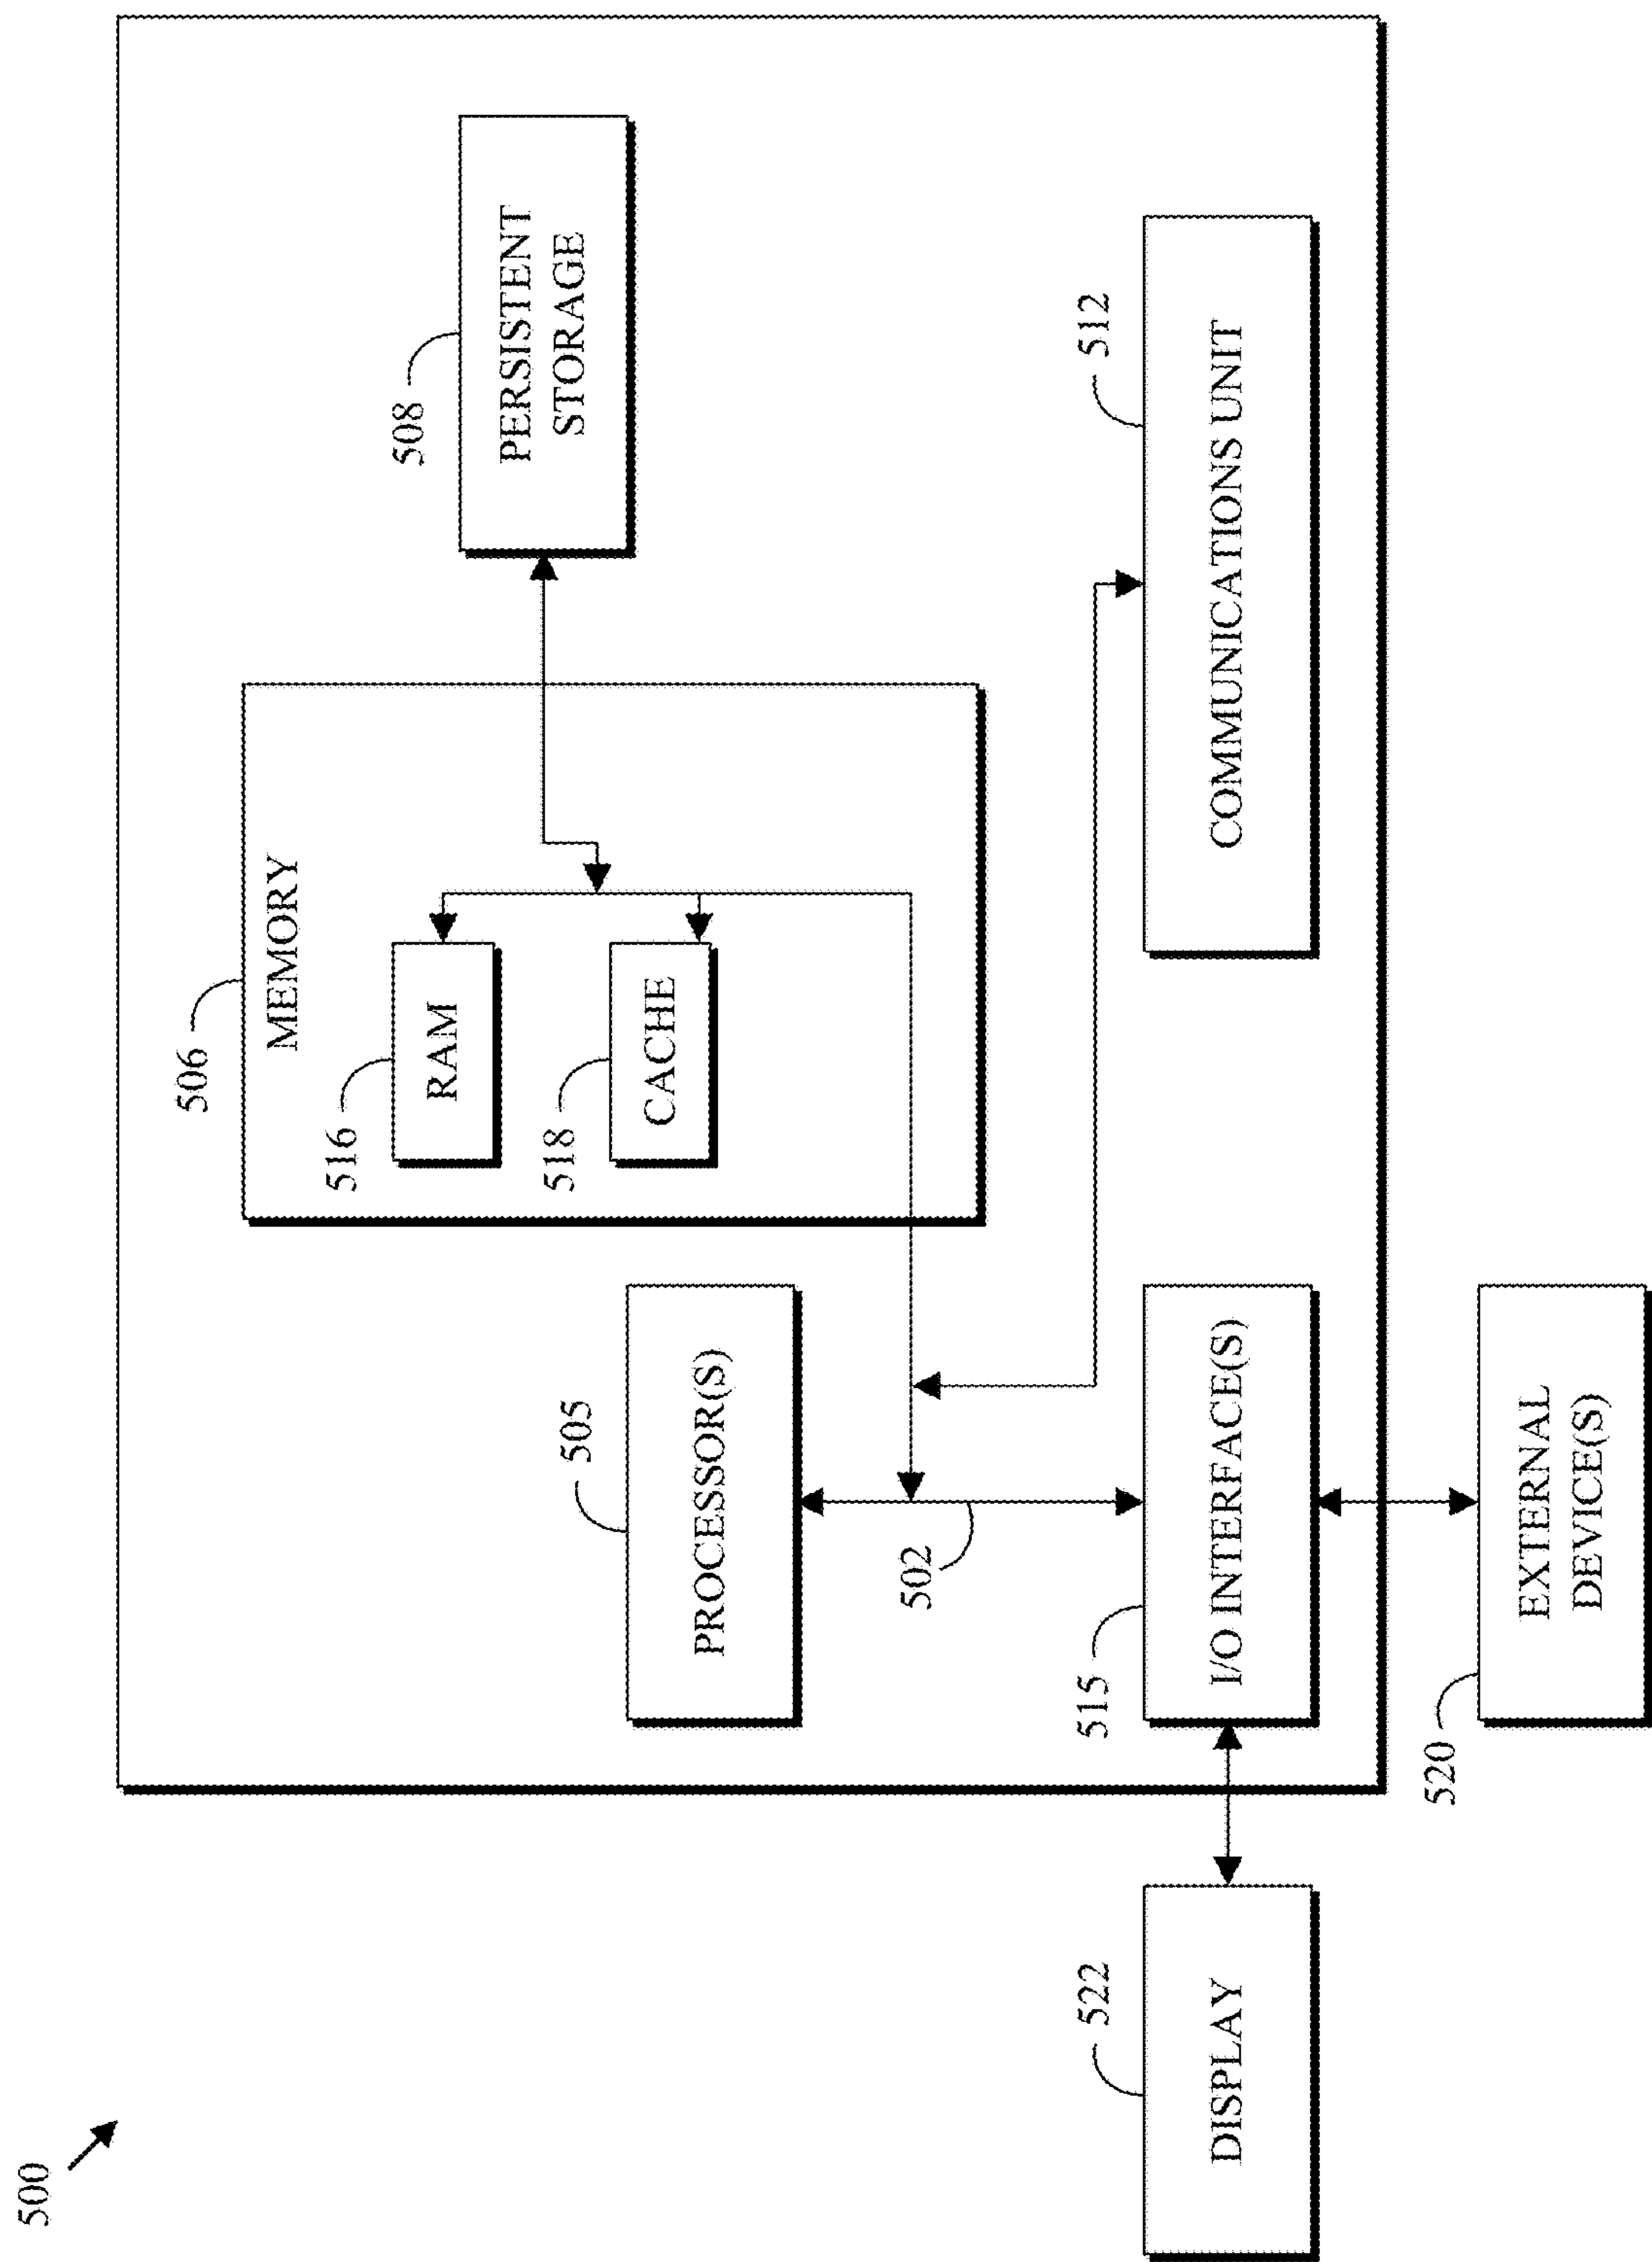 500
506
MEMORY
508
516
RAM
PERSISTENT
STORAGE
505
518
CACHE
PROCESSOR(S)
502
522
515
512
DISPLAY
I/O INTERFACE(S)
COMMUNICATIONS UNIT
520
EXTERNAL
DEVICE(S)